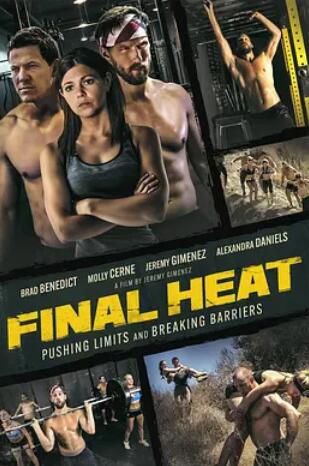 BRAD BENEDICT MOLLY CERNE JEREMY GIMENEZ ALEXANDRA DANIELS
A FILM BY JEREMY GIMENEZ
FINAL HEAT
PUSHING LIMITS AND BREAKING BARRIERS